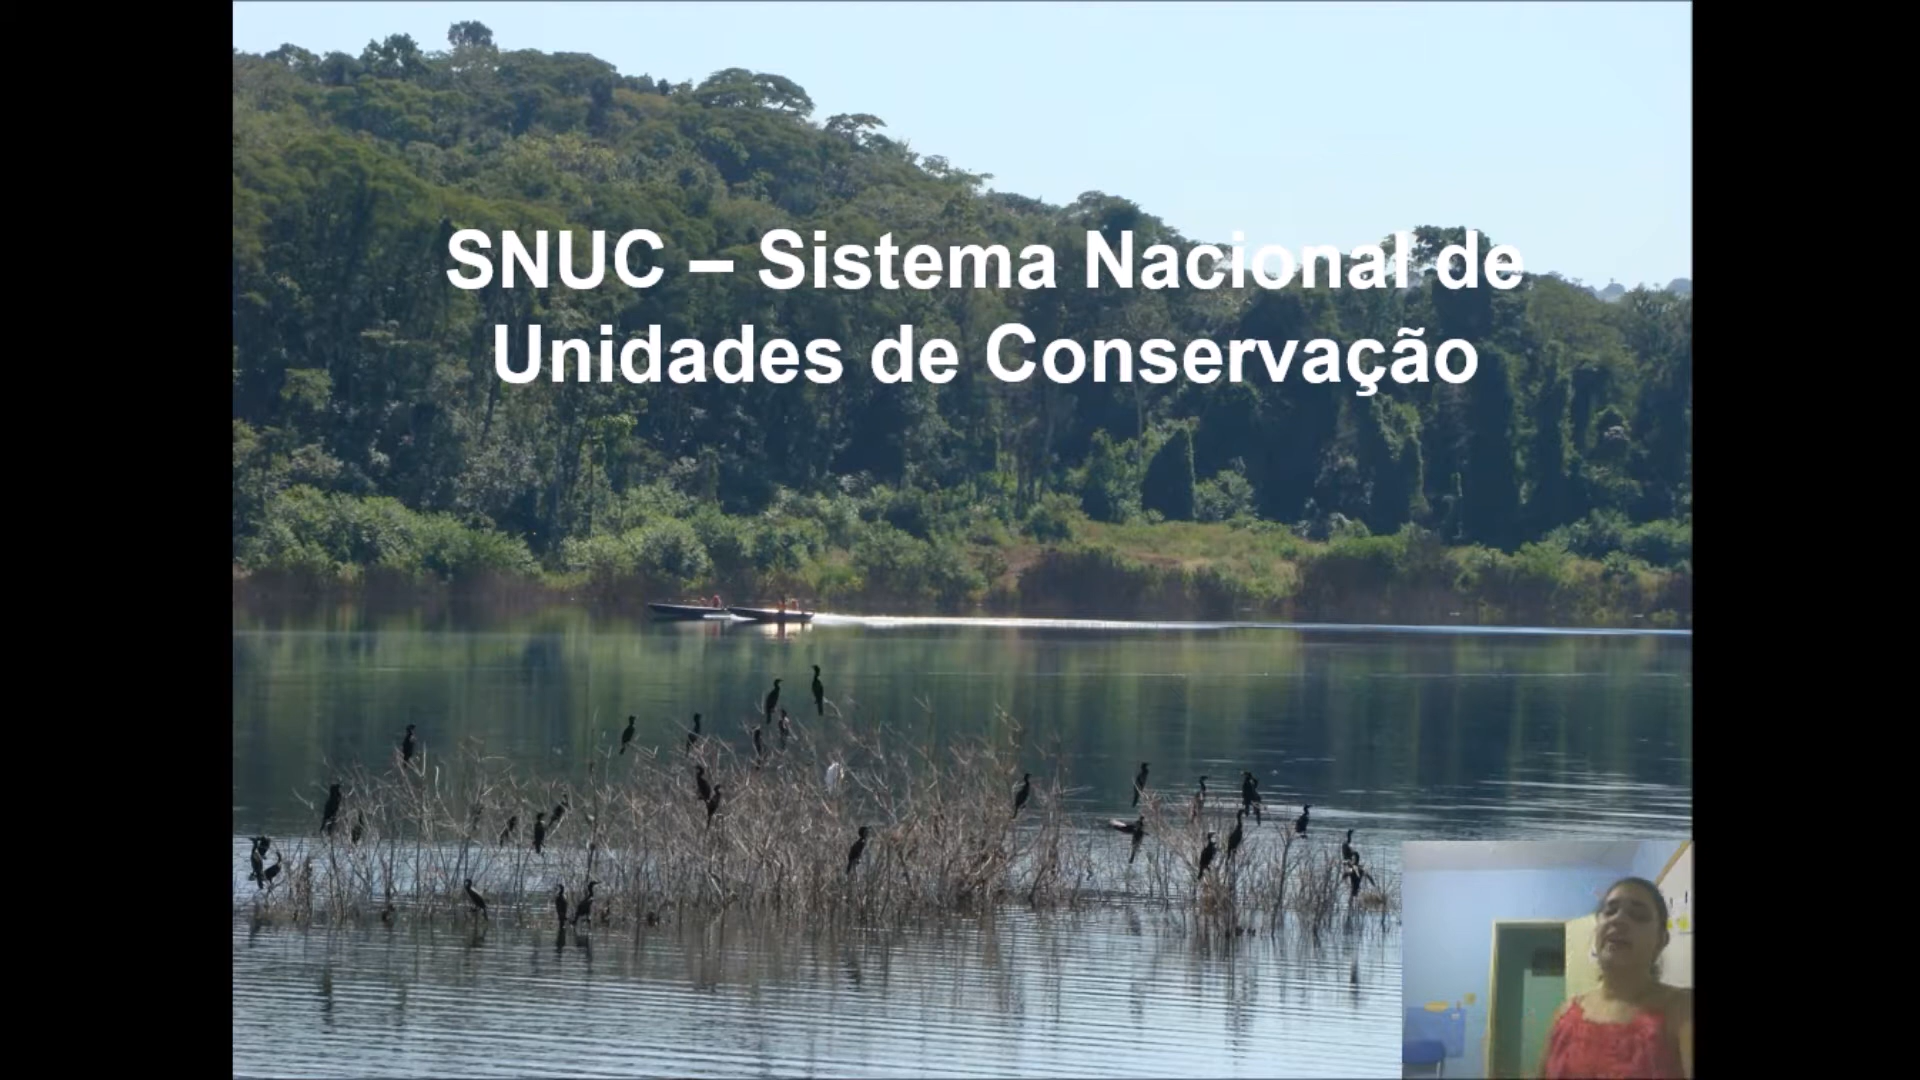 SNUC – Sistema Nacional de
Unidades de Conservação